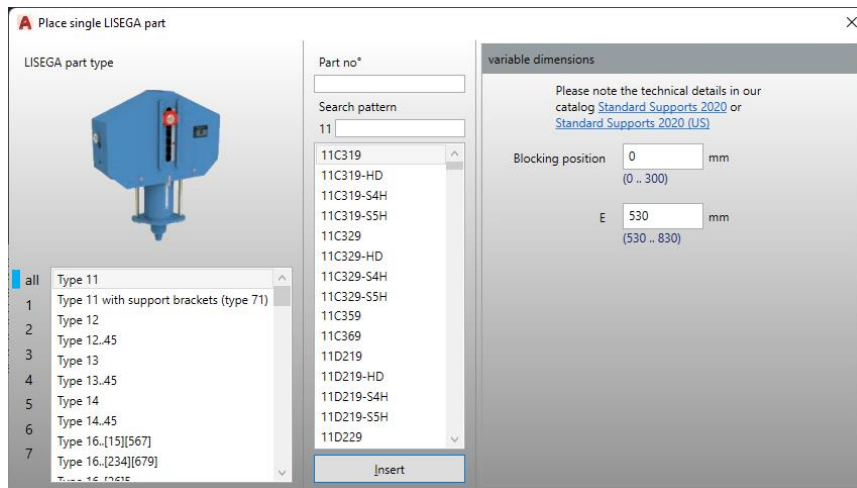 Place single LISEGA part
LISEGA part type
all
1
2
3
4
5
6
7
Type 11
Type 11 with support brackets (type 71)
Type 12
Type 12..45
Type 13
Type 13..45
Type 14
Type 14..45
Type 16..[15][567]
Type 16..[234][679]
Part no°
Search pattern
11
11C319
11C319-HD
11C319-S4H
11C319-S5H
11C329
11C329-HD
11C329-S4H
11C329-S5H
11C359
11C369
11D219
11D219-HD
11D219-S4H
11D219-S5H
11D229
Insert
variable dimensions
Please note the technical details in our
catalog Standard Supports 2020 or
Standard Supports 2020 (US)
Blocking position 0 mm
(0 .. 300)
E 530 mm
(530 .. 830)